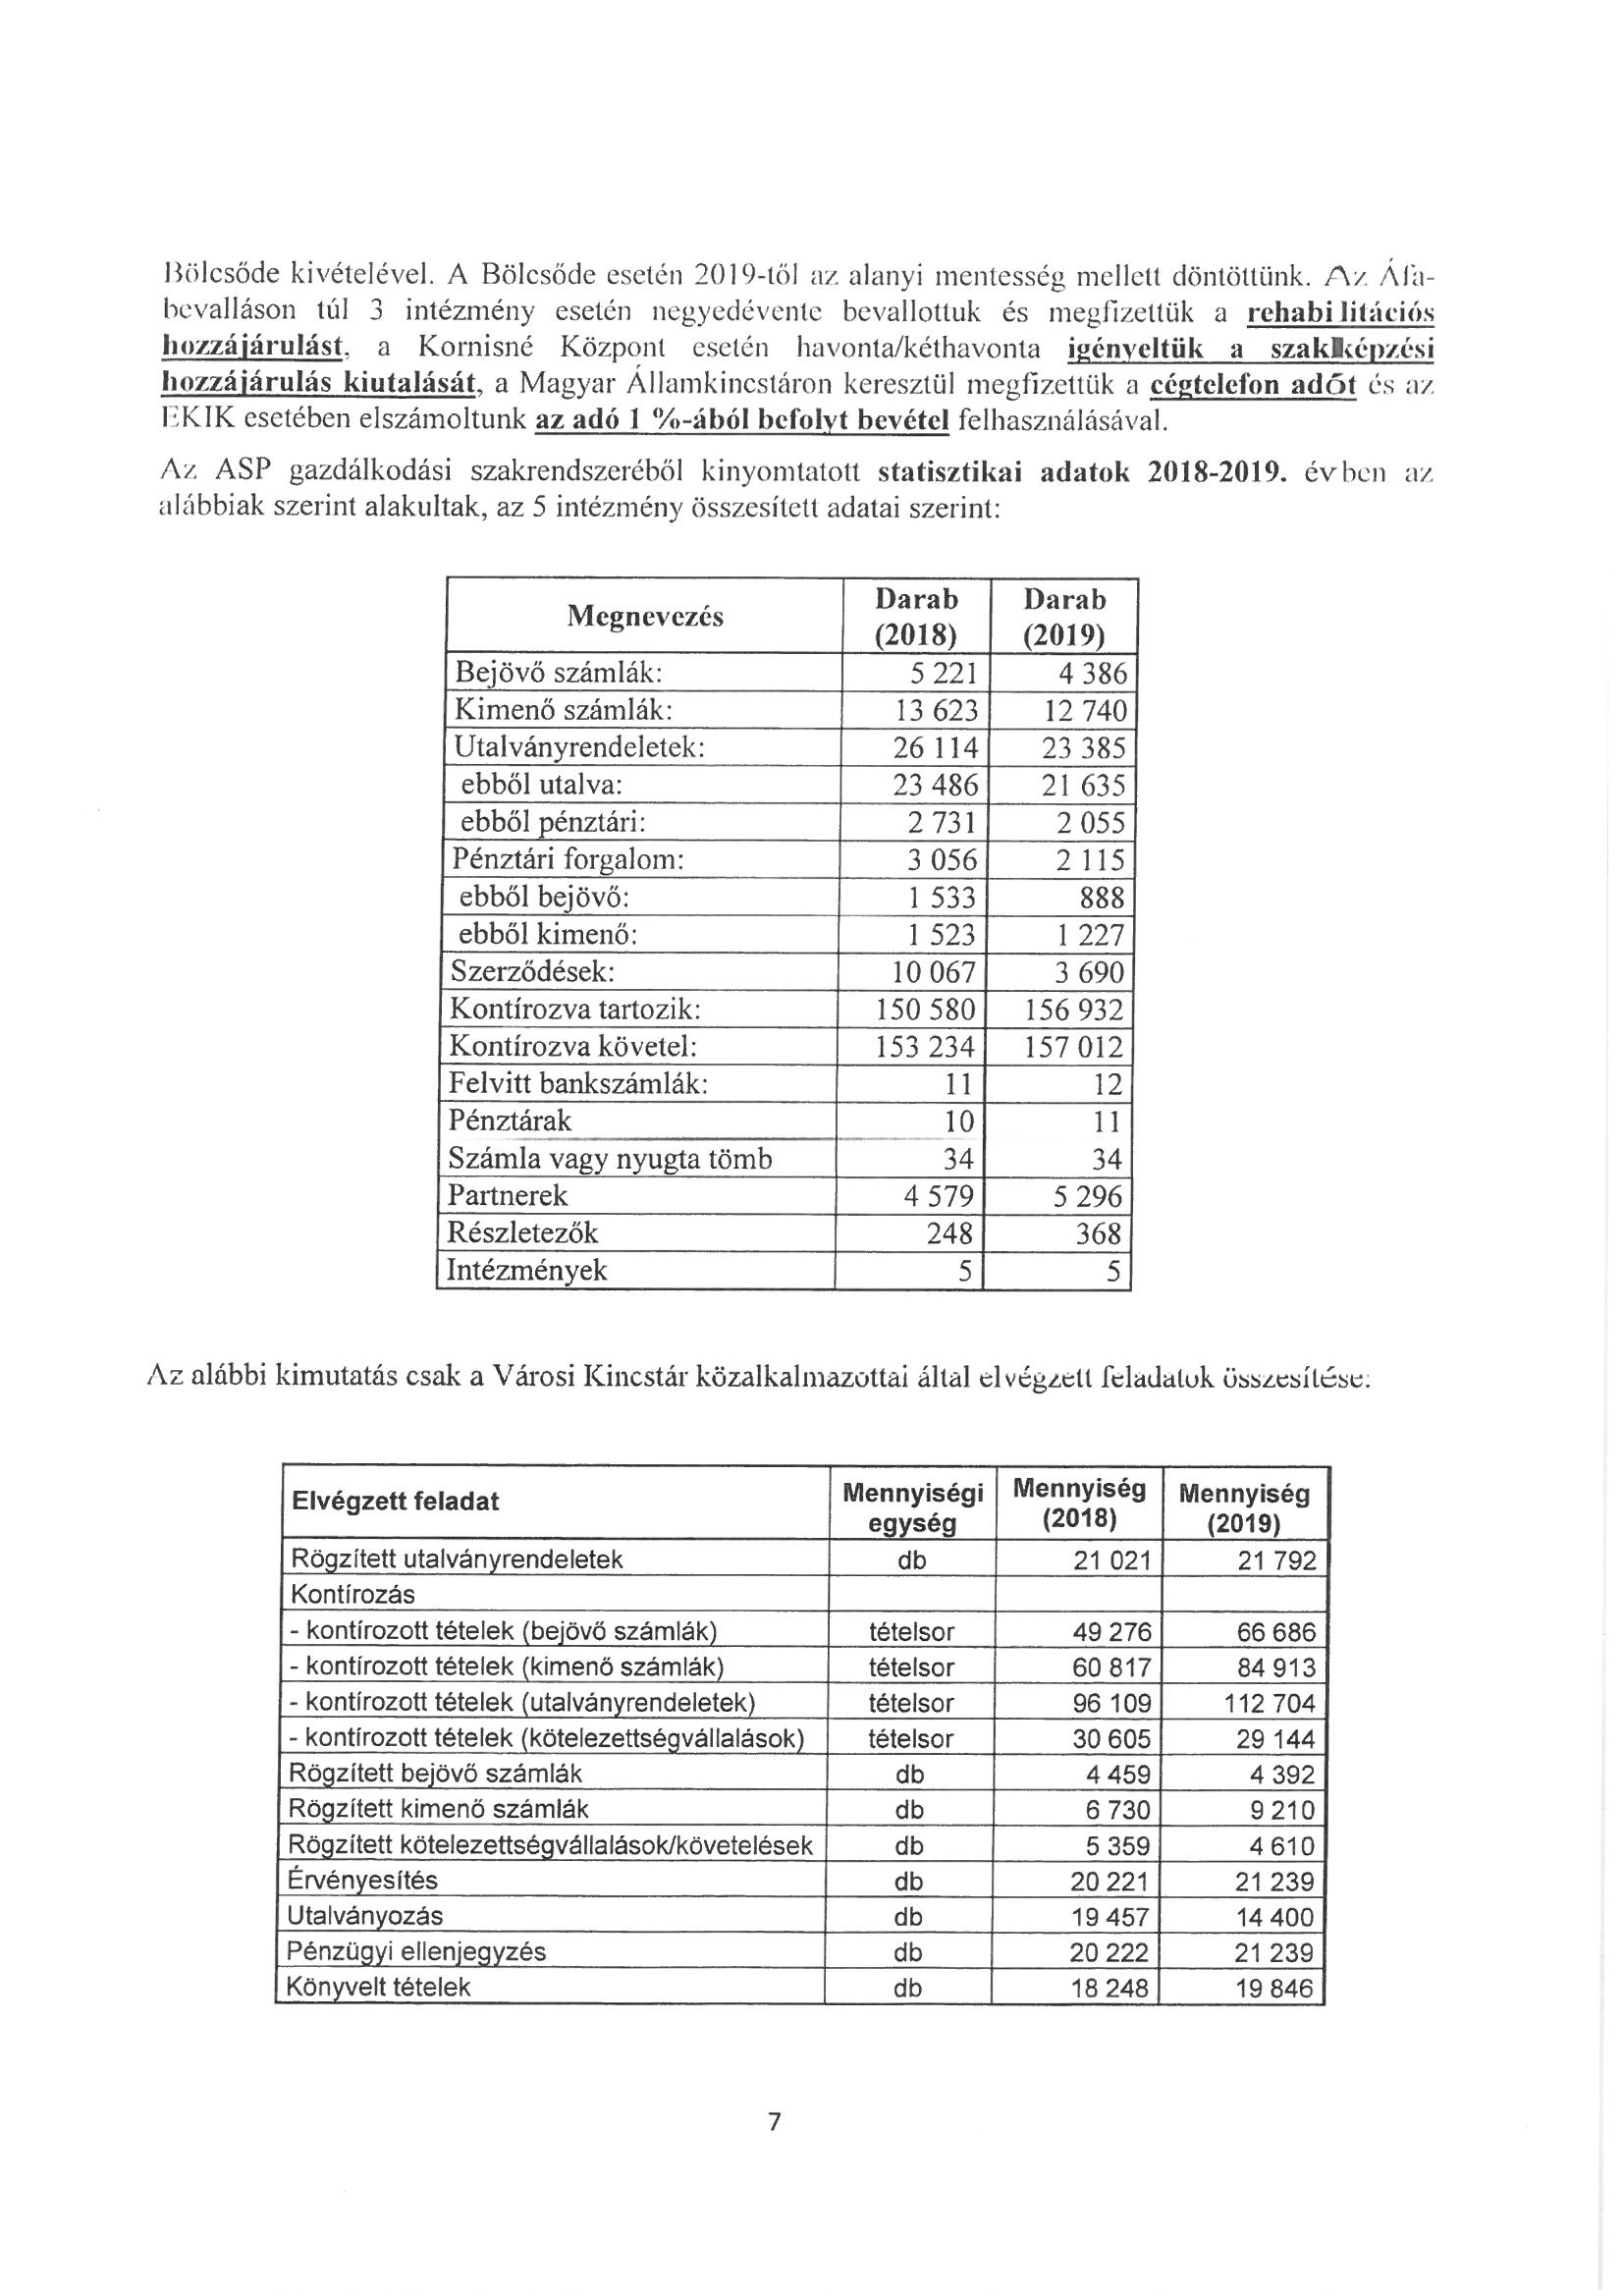 Bölcsőde kivételével. A Bölcsőde esetén 2019-től az alanyi mentesség mellett döntöttünk. Az Áfa-
bevalláson túl 3 intézmény esetén negyedévente bevallottuk és megfizettük a rehabilitációs
hozzájárulást, a Kornisné Központ esetén havonta/kéthavonta igényeltük a szakképzési
hozzájárulás kiutalását, a Magyar Államkincstáron keresztül megfizettük a cégtelefon adót és az
EKIK esetében elszámoltunk az adó 1 %-ából befolyt bevétel felhasználásával.
Az ASP gazdálkodási szakrendszeréből kinyomtatott statisztikai adatok 2018-2019. évben az
alábbiak szerint alakultak, az 5 intézmény összesített adatai szerint:
Megnevezés Darab (2018) Darab (2019)
Bejövő számlák: 5 221 4 386
Kimenő számlák: 13 623 12 740
Utalványrendeletek: 26 114 23 385
ebből utalva: 23 486 21 635
ebből pénztári: 2 731 2 055
Pénztári forgalom: 3 056 2 115
ebből bejövő: 1 533 888
ebből kimenő: 1 523 1 227
Szerződések: 10 067 3 690
Kontírozva tartozik: 150 580 156 932
Kontírozva követel: 153 234 157 012
Felvitt bankszámlák: 11 12
Pénztárak 10 11
Számla vagy nyugta tömb 34 34
Partnerek 4 579 5 296
Részletezők 248 368
Intézmények 5 5
Az alábbi kimutatás csak a Városi Kincstár közalkalmazottai által elvégzett feladatok összesítése:
Elvégzett feladat Mennyiségi egység Mennyiség (2018) Mennyiség (2019)
Rögzített utalványrendeletek db 21 021 21 792
Kontírozás
- kontírozott tételek (bejövő számlák) tételsor 49 276 66 686
- kontírozott tételek (kimenő számlák) tételsor 60 817 84 913
- kontírozott tételek (utalványrendeletek) tételsor 96 109 112 704
- kontírozott tételek (kötelezettségvállalások) tételsor 30 605 29 144
Rögzített bejövő számlák db 4 459 4 392
Rögzített kimenő számlák db 6 730 9 210
Rögzített kötelezettségvállalások/követelések db 5 359 4 610
Érvényesítés db 20 221 21 239
Utalványozás db 19 457 14 400
Pénzügyi ellenjegyzés db 20 222 21 239
Könyvelt tételek db 18 248 19 846
7